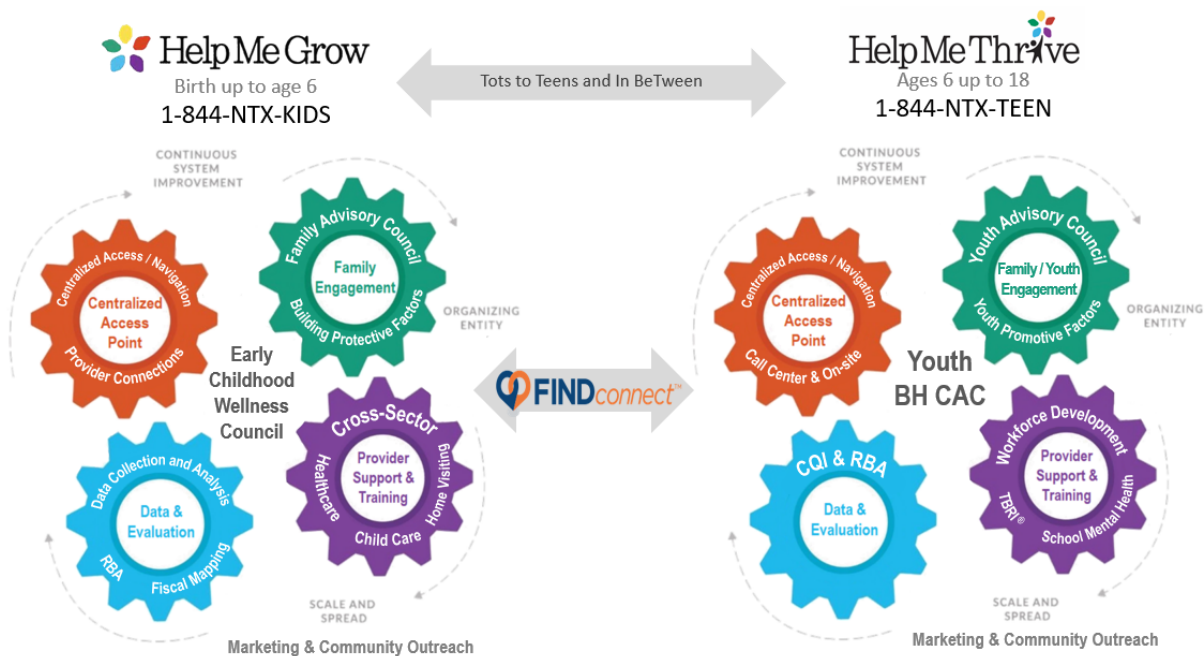 Help Me Grow
Birth up to age 6
1-844-NTX-KIDS
Tots to Teens and In BeTween
Help Me Thrive
Ages 6 up to 18
1-844-NTX-TEEN
CONTINUOUS
SYSTEM
IMPROVEMENT
Centralized Access / Navigation
Centralized
Access
Point
Provider Connections
Family Advisory Council
Family
Engagement
Building Protective Factors
ORGANIZING
ENTITY
Early
Childhood
Wellness
Council
Cross-Sector
Healthcare
Provider
Support &
Training
Home Visiting
Child Care
Data Collection and Analysis
Data &
Evaluation
RBA
Fiscal Mapping
SCALE AND
SPREAD
Marketing & Community Outreach
FINDconnect™
CONTINUOUS
SYSTEM
IMPROVEMENT
Centralized Access / Navigation
Centralized
Access
Point
Call Center & On-site
Youth Advisory Council
Family / Youth
Engagement
Youth Promotive Factors
ORGANIZING
ENTITY
Youth
BH CAC
Workforce Development
Provider
Support &
Training
TBRI®
School Mental Health
CQI & RBA
Data &
Evaluation
SCALE AND
SPREAD
Marketing & Community Outreach